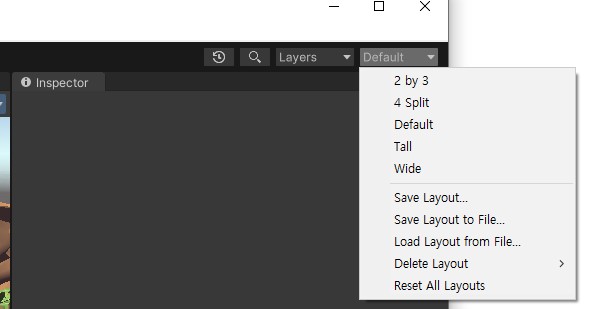 Layers
Default
Inspector
2 by 3
4 Split
Default
Tall
Wide
Save Layout...
Save Layout to File...
Load Layout from File...
Delete Layout
Reset All Layouts